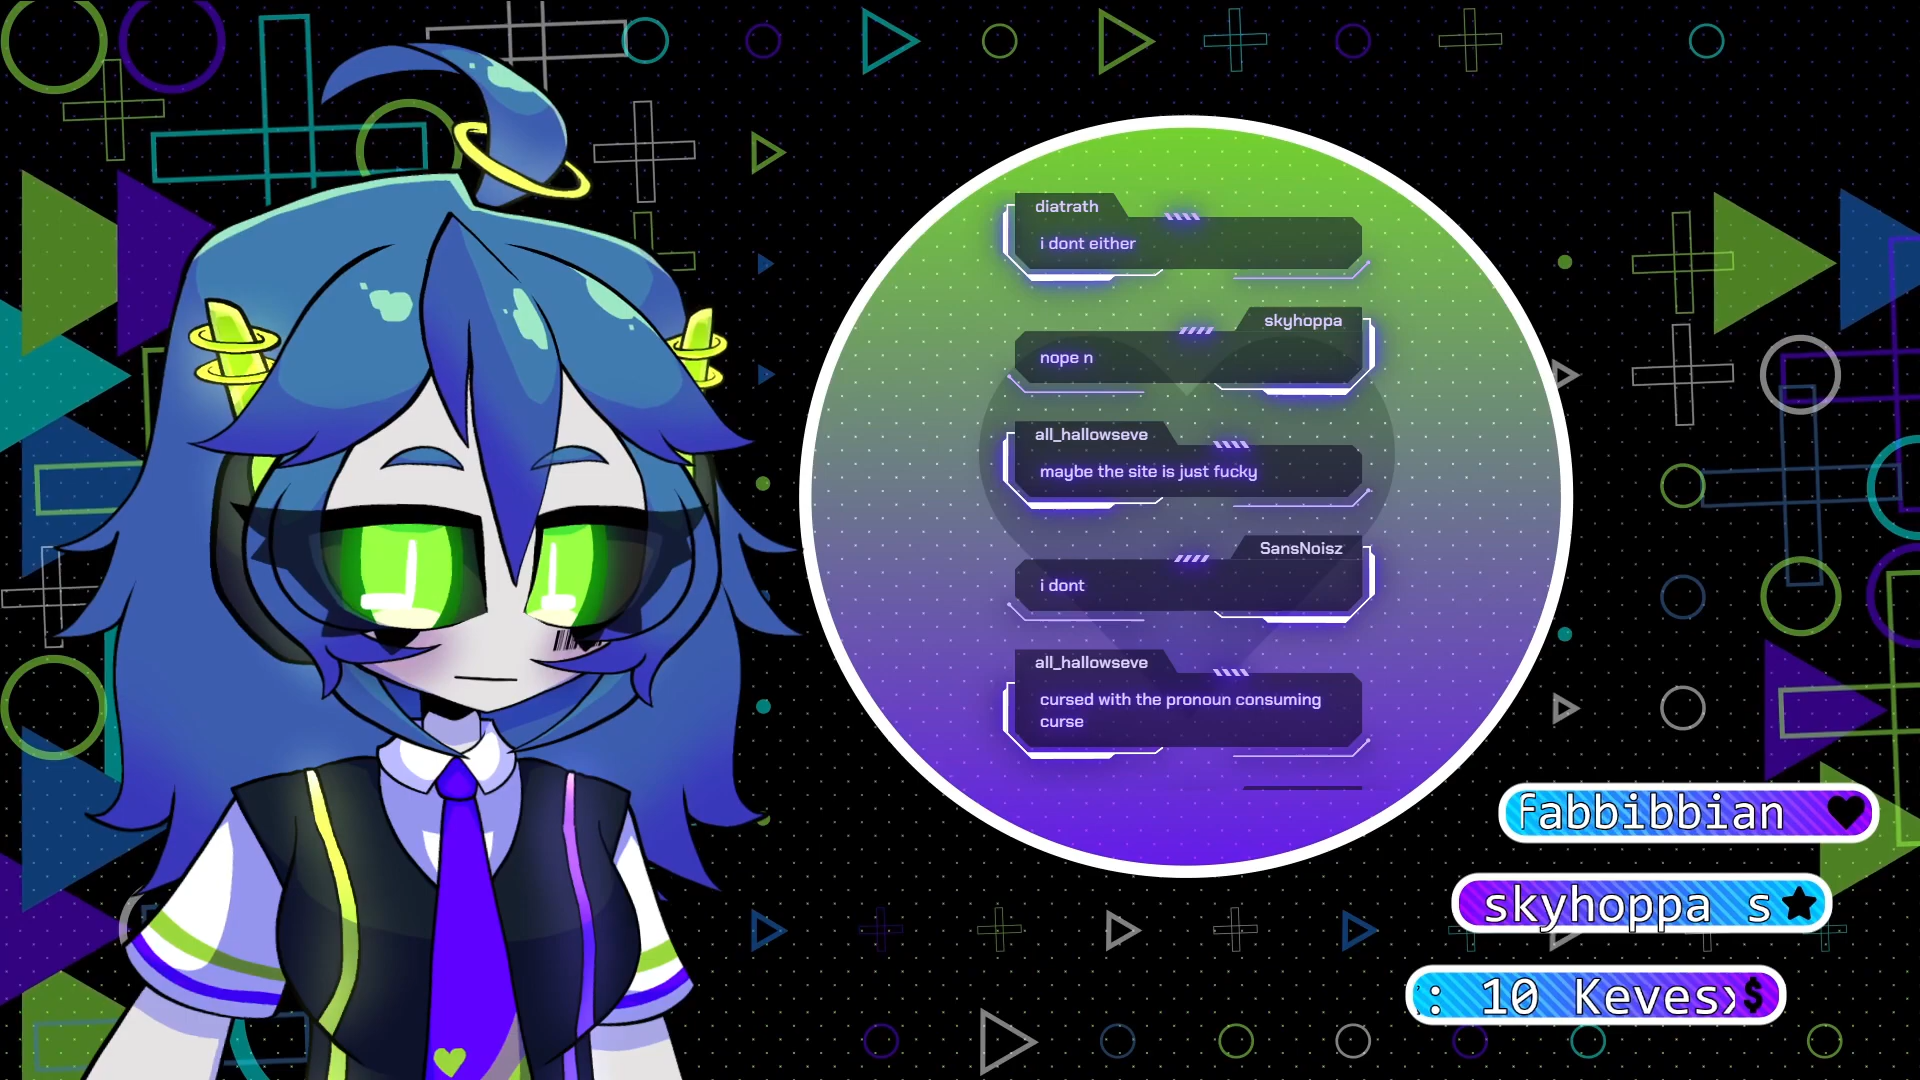 diatrath
i dont either
skyhoppa
nope n
all_hallowseve
maybe the site is just fucky
SansNoisz
i dont
all_hallowseve
cursed with the pronoun consuming
curse
fabbibbian
skyhoppa s
: 10 Kevesx $